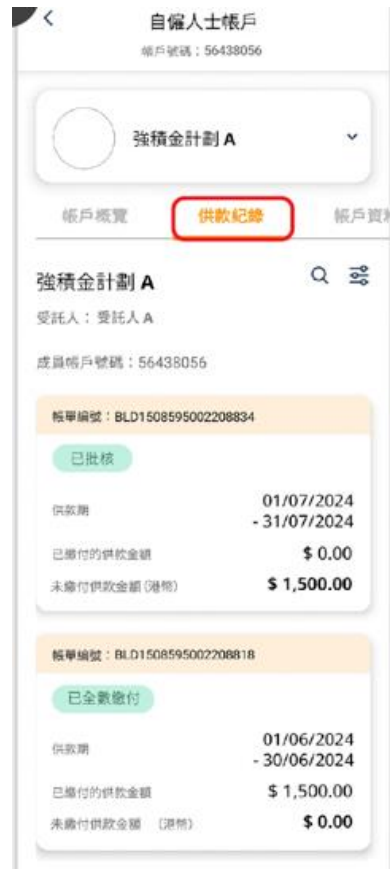 自僱人士帳戶
帳戶號碼：56438056
強積金計劃 A
帳戶概覽 供款紀錄 帳戶資料
強積金計劃 A
受託人：受託人 A
成員帳戶號碼：56438056
帳單編號：BLD1508595002208834
已批核
供款期 01/07/2024
- 31/07/2024
已繳付的供款金額 $ 0.00
未繳付供款金額 (港幣) $ 1,500.00
帳單編號：BLD1508595002208818
已全數繳付
供款期 01/06/2024
- 30/06/2024
已繳付的供款金額 $ 1,500.00
未繳付供款金額 （港幣） $ 0.00